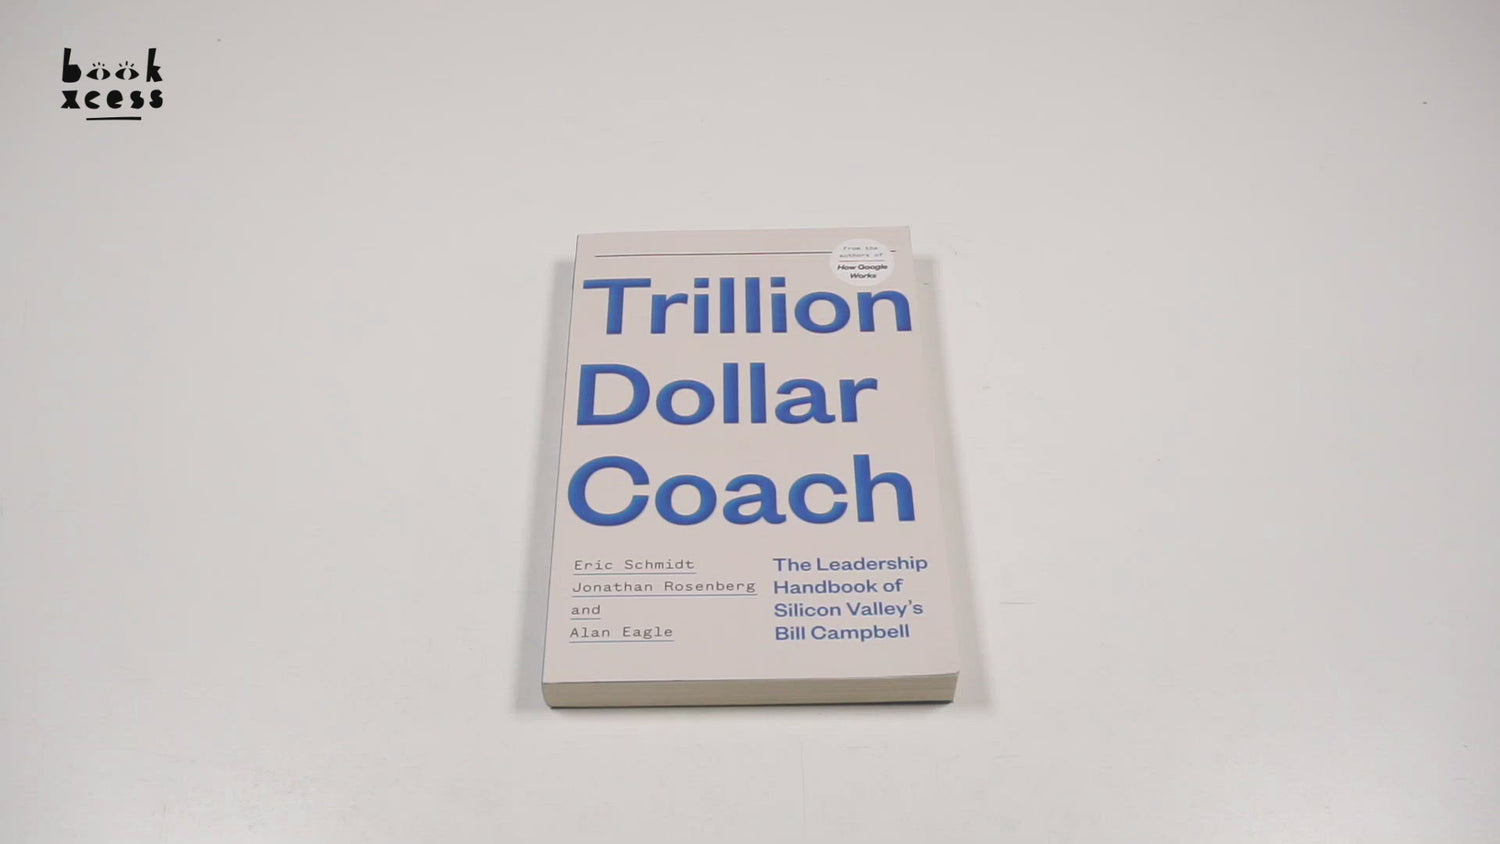 book
xcess
from the
authors of
How Google
Works
Trillion
Dollar
Coach
Eric Schmidt
Jonathan Rosenberg
and
Alan Eagle
The Leadership
Handbook of
Silicon Valley's
Bill Campbell